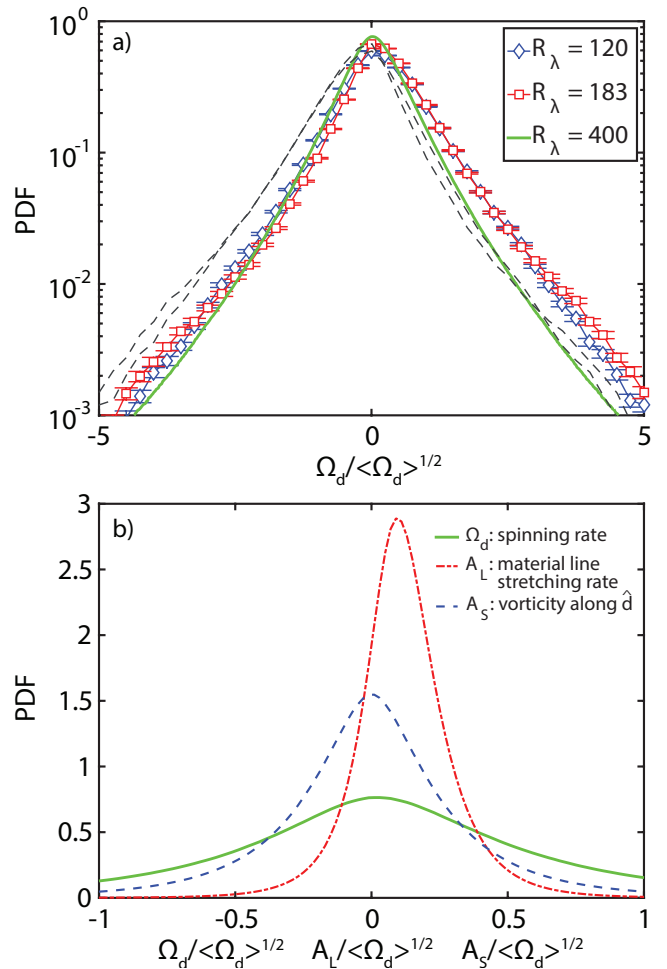 a)
R_λ = 120
R_λ = 183
R_λ = 400
10^0
10^-1
10^-2
10^-3
PDF
-5 0 5
Ω_d/<Ω_d>^1/2
b)
Ω_d: spinning rate
A_L: material line
stretching rate
A_S: vorticity along d̂
3
2.5
2
1.5
1
0.5
0
PDF
-1 -0.5 0 0.5 1
Ω_d/<Ω_d>^1/2 A_L/<Ω_d>^1/2 A_S/<Ω_d>^1/2